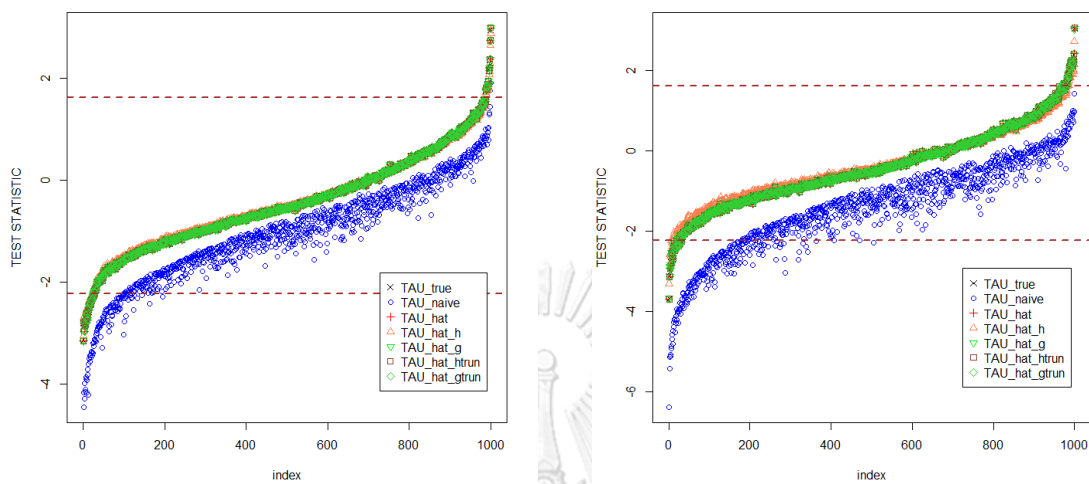 TEST STATISTIC
2
0
-2
-4
0
200
400
600
800
1000
index
TAU_true
TAU_naive
TAU_hat
TAU_hat_h
TAU_hat_g
TAU_hat_htrun
TAU_hat_gtrun
TEST STATISTIC
2
0
-2
-4
-6
0
200
400
600
800
1000
index
TAU_true
TAU_naive
TAU_hat
TAU_hat_h
TAU_hat_g
TAU_hat_htrun
TAU_hat_gtrun